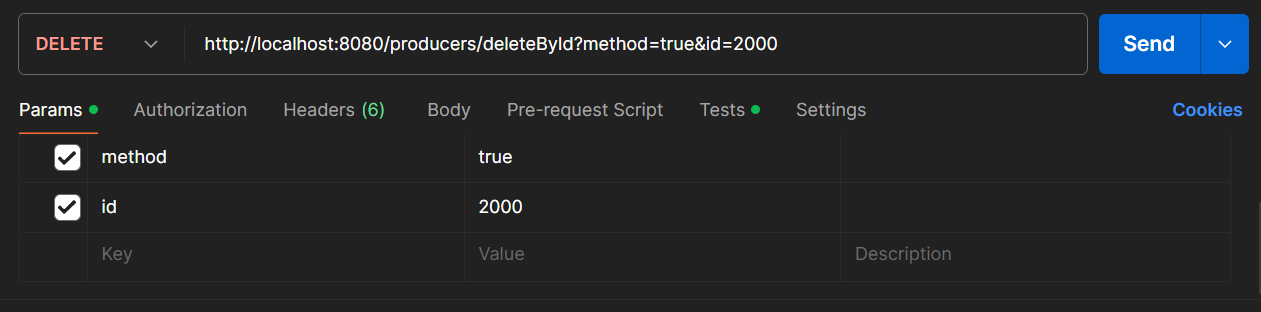 DELETE http://localhost:8080/producers/deleteById?method=true&id=2000 Send
Params Authorization Headers (6) Body Pre-request Script Tests Settings Cookies
method true
id 2000
Key Value Description